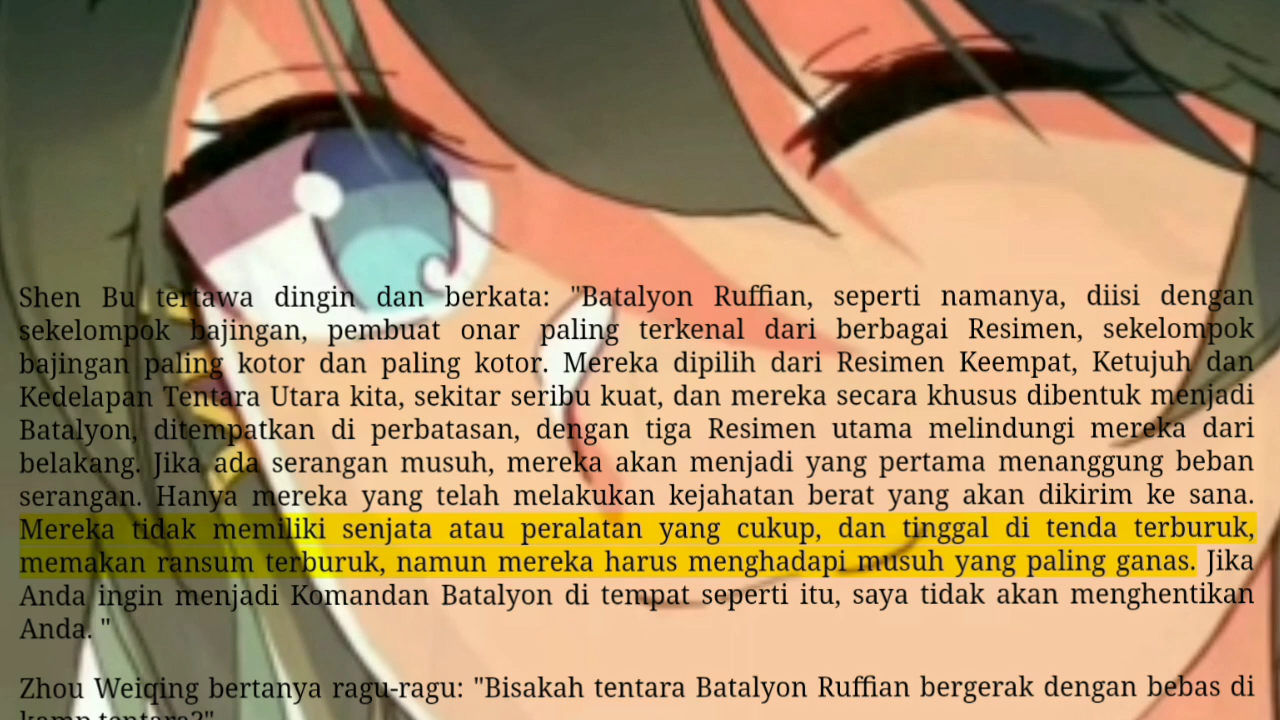 Shen Bu tertawa dingin dan berkata: "Batalyon Ruffian, seperti namanya, diisi dengan
sekelompok bajingan, pembuat onar paling terkenal dari berbagai Resimen, sekelompok
bajingan paling kotor dan paling kotor. Mereka dipilih dari Resimen Keempat, Ketujuh dan
Kedelapan Tentara Utara kita, sekitar seribu kuat, dan mereka secara khusus dibentuk menjadi
Batalyon, ditempatkan di perbatasan, dengan tiga Resimen utama melindungi mereka dari
belakang. Jika ada serangan musuh, mereka akan menjadi yang pertama menanggung beban
serangan. Hanya mereka yang telah melakukan kejahatan berat yang akan dikirim ke sana.
Mereka tidak memiliki senjata atau peralatan yang cukup, dan tinggal di tenda terburuk,
memakan ransum terburuk, namun mereka harus menghadapi musuh yang paling ganas. Jika
Anda ingin menjadi Komandan Batalyon di tempat seperti itu, saya tidak akan menghentikan
Anda. "
Zhou Weiqing bertanya ragu-ragu: "Bisakah tentara Batalyon Ruffian bergerak dengan bebas di
kamp tentara?"